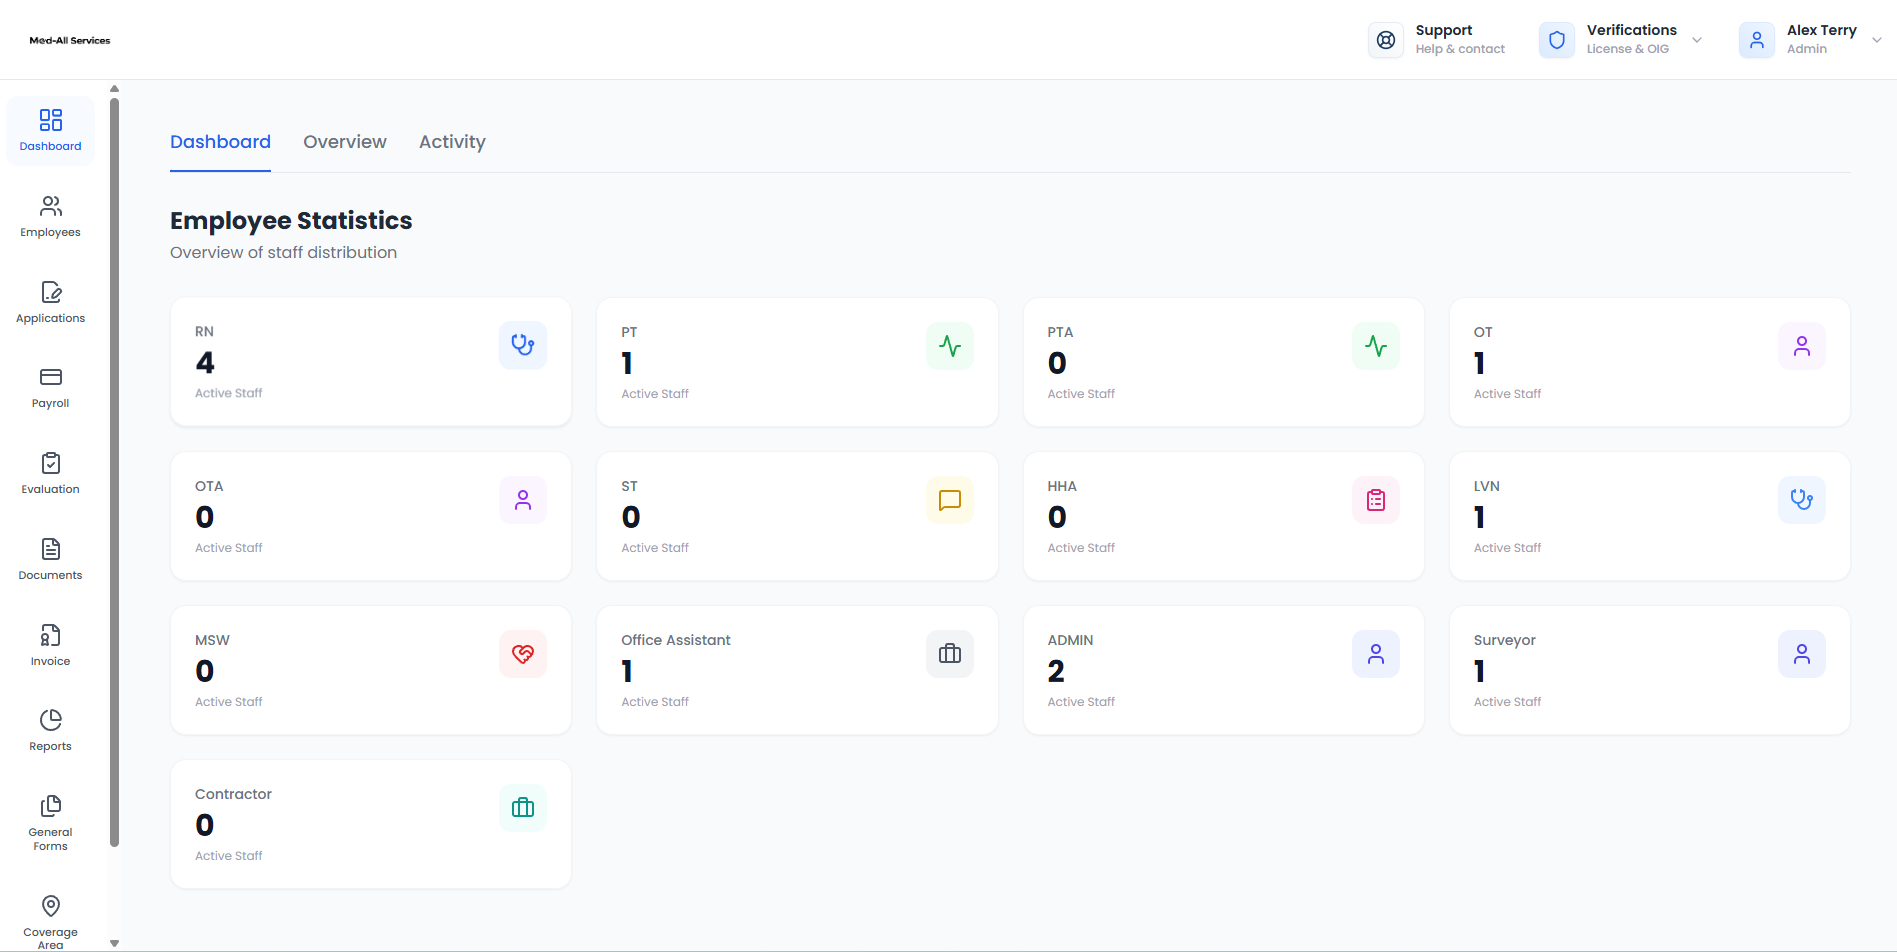 Med-All Services
Support
Help & contact
Verifications
License & OIG
Alex Terry
Admin
Dashboard
Employees
Applications
Payroll
Evaluation
Documents
Invoice
Reports
General
Forms
Coverage
Area
Dashboard
Overview
Activity
Employee Statistics
Overview of staff distribution
RN
4
Active Staff
PT
1
Active Staff
PTA
0
Active Staff
OT
1
Active Staff
OTA
0
Active Staff
ST
0
Active Staff
HHA
0
Active Staff
LVN
1
Active Staff
MSW
0
Active Staff
Office Assistant
1
Active Staff
ADMIN
2
Active Staff
Surveyor
1
Active Staff
Contractor
0
Active Staff